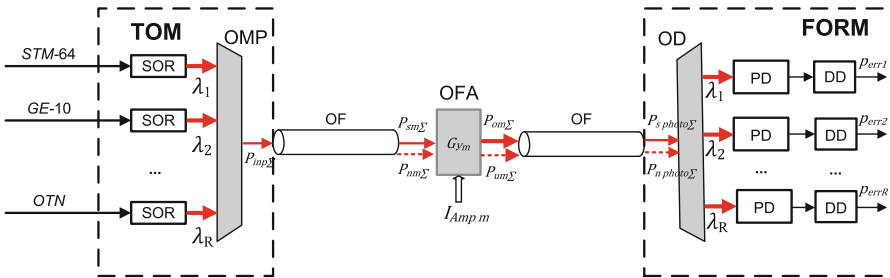 TOM
OMP
STM-64
SOR
λ1
GE-10
SOR
λ2
...
...
OTN
SOR
λR
PinpΣ
OF
PsmΣ
PnmΣ
OFA
Gym
IAmp m
PomΣ
PumΣ
OF
Ps photoΣ
Pn photoΣ
FORM
OD
λ1
PD
DD
perr1
λ2
PD
DD
perr2
...
...
λR
PD
DD
perrR